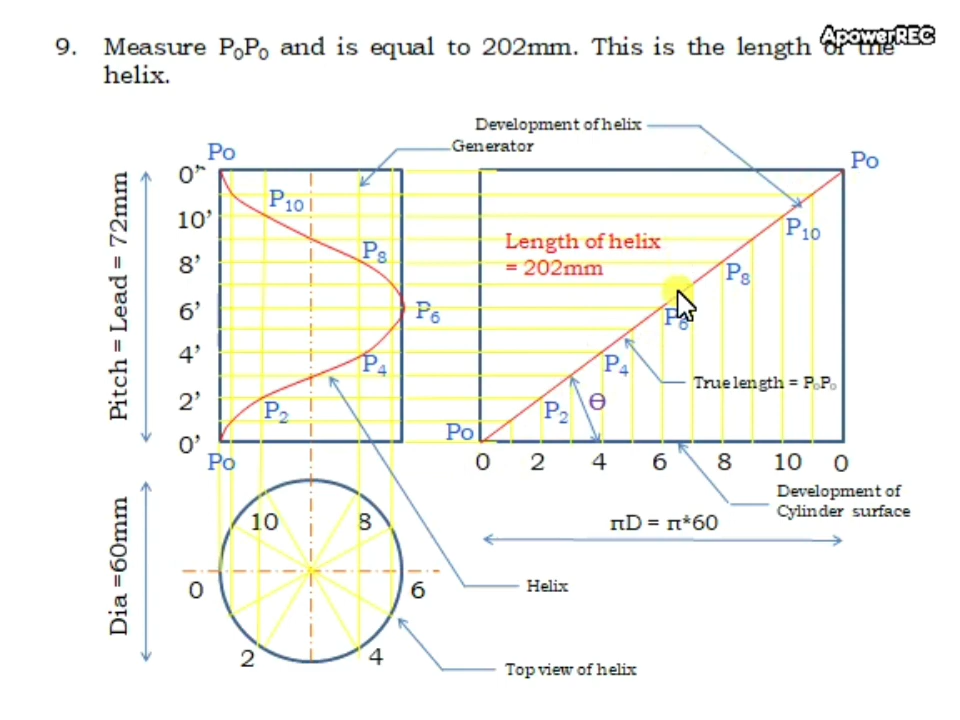 9. Measure PₒPₒ and is equal to 202mm. This is the length of the
helix.
ApowerREC
Development of helix
Generator
Po
Po
0’
10’
8’
6’
4’
2’
0’
Pitch = Lead = 72mm
P10
P8
P6
P4
P2
Po
Length of helix
= 202mm
P10
P8
P6
P4
P2
Po
True length = PₒPₒ
Θ
0 2 4 6 8 10 0
Development of
Cylinder surface
πD = π*60
Dia =60mm
10 8
0 6
2 4
Helix
Top view of helix